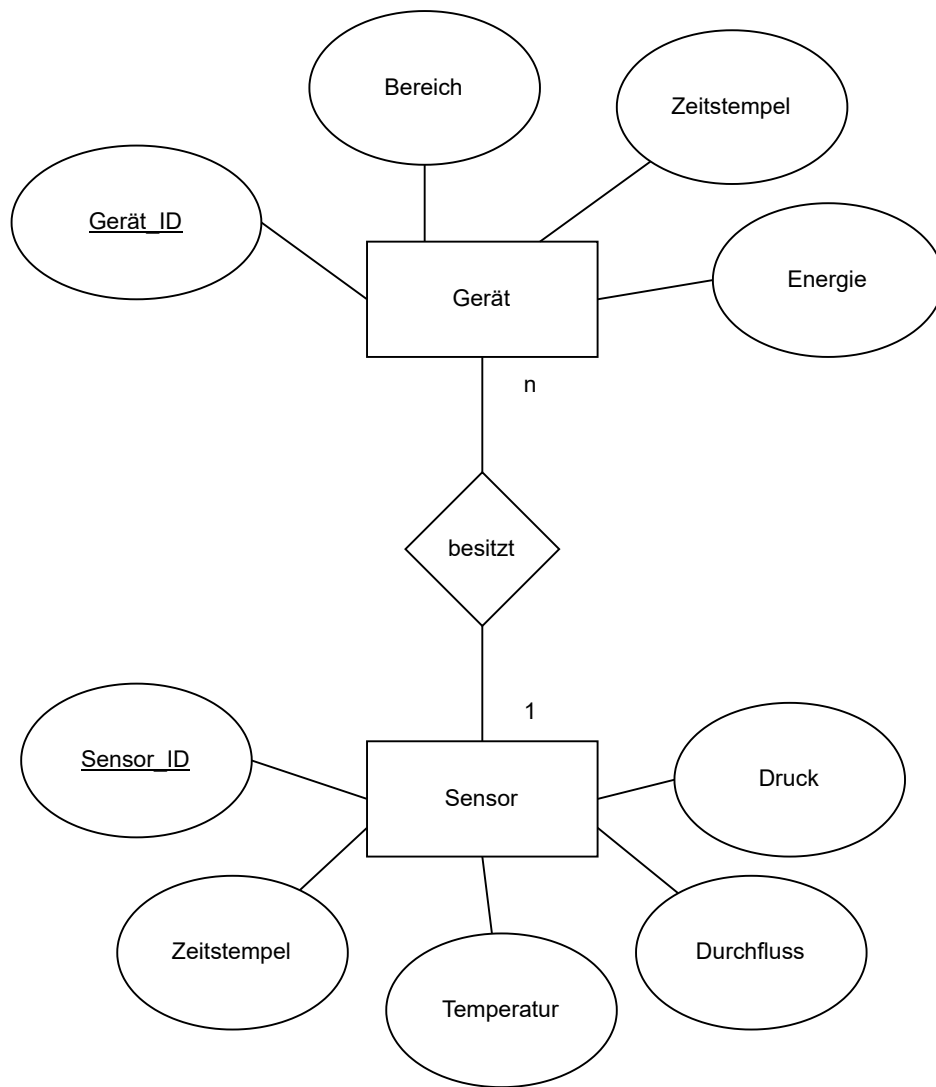 Bereich
Zeitstempel
Gerät_ID
Energie
Gerät
n
besitzt
1
Sensor_ID
Druck
Sensor
Zeitstempel
Durchfluss
Temperatur